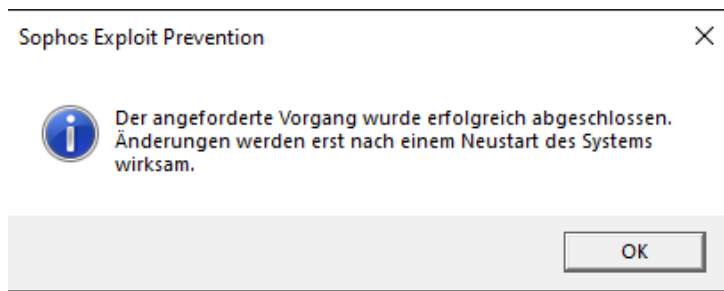 Sophos Exploit Prevention
Der angeforderte Vorgang wurde erfolgreich abgeschlossen.
Änderungen werden erst nach einem Neustart des Systems
wirksam.
OK